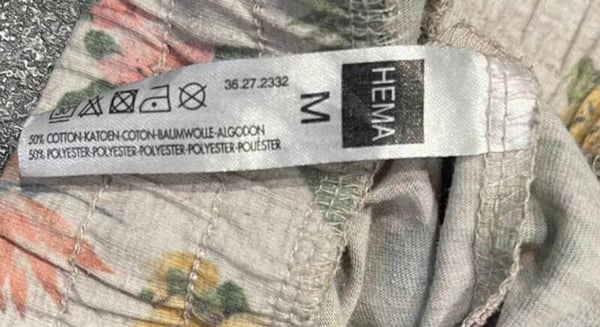 HEMA
M
36.27.2332
50% COTTON-KATOEN-COTON-BAUMWOLLE-ALGODON
50% POLYESTER-POLYESTER-POLYESTER-POLYESTER-POLIÉSTER